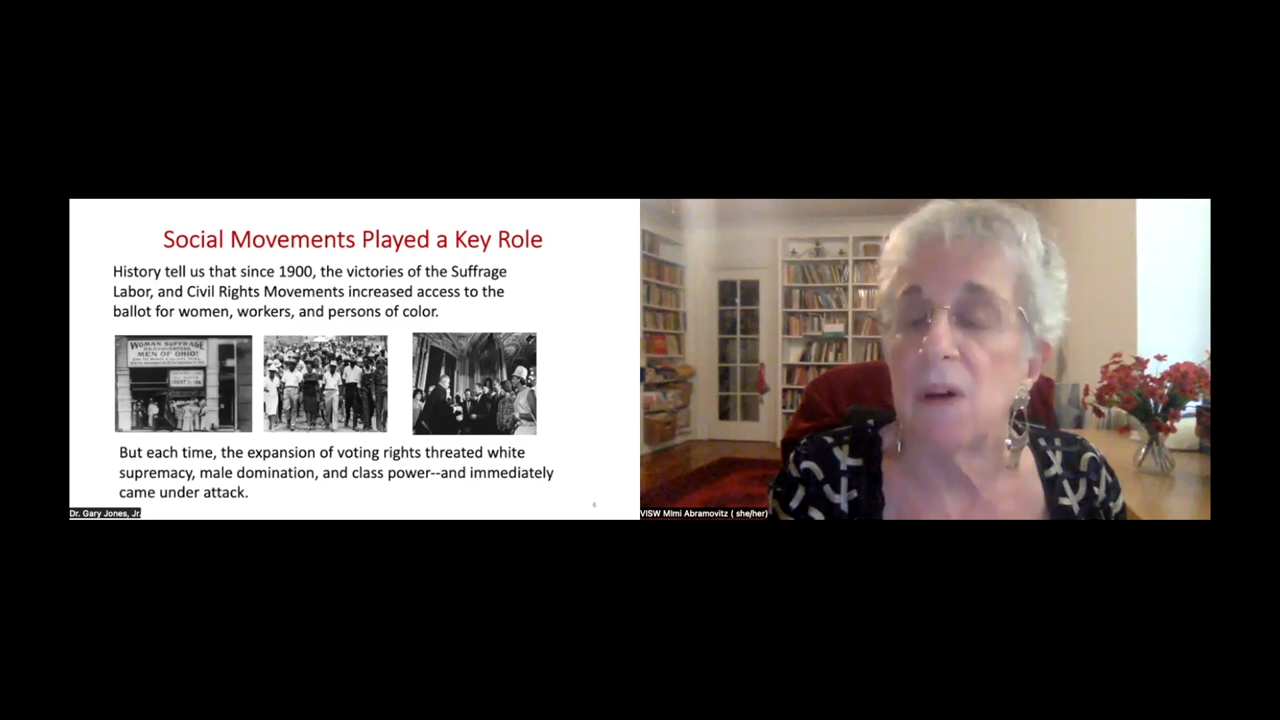 Social Movements Played a Key Role
History tell us that since 1900, the victories of the Suffrage
Labor, and Civil Rights Movements increased access to the
ballot for women, workers, and persons of color.
WOMAN SUFFRAGE
HEADQUARTERS
MEN OF OHIO!
But each time, the expansion of voting rights threated white
supremacy, male domination, and class power--and immediately
came under attack.
6
Dr. Gary Jones, Jr.
VISW MImi Abramovitz ( she/her)